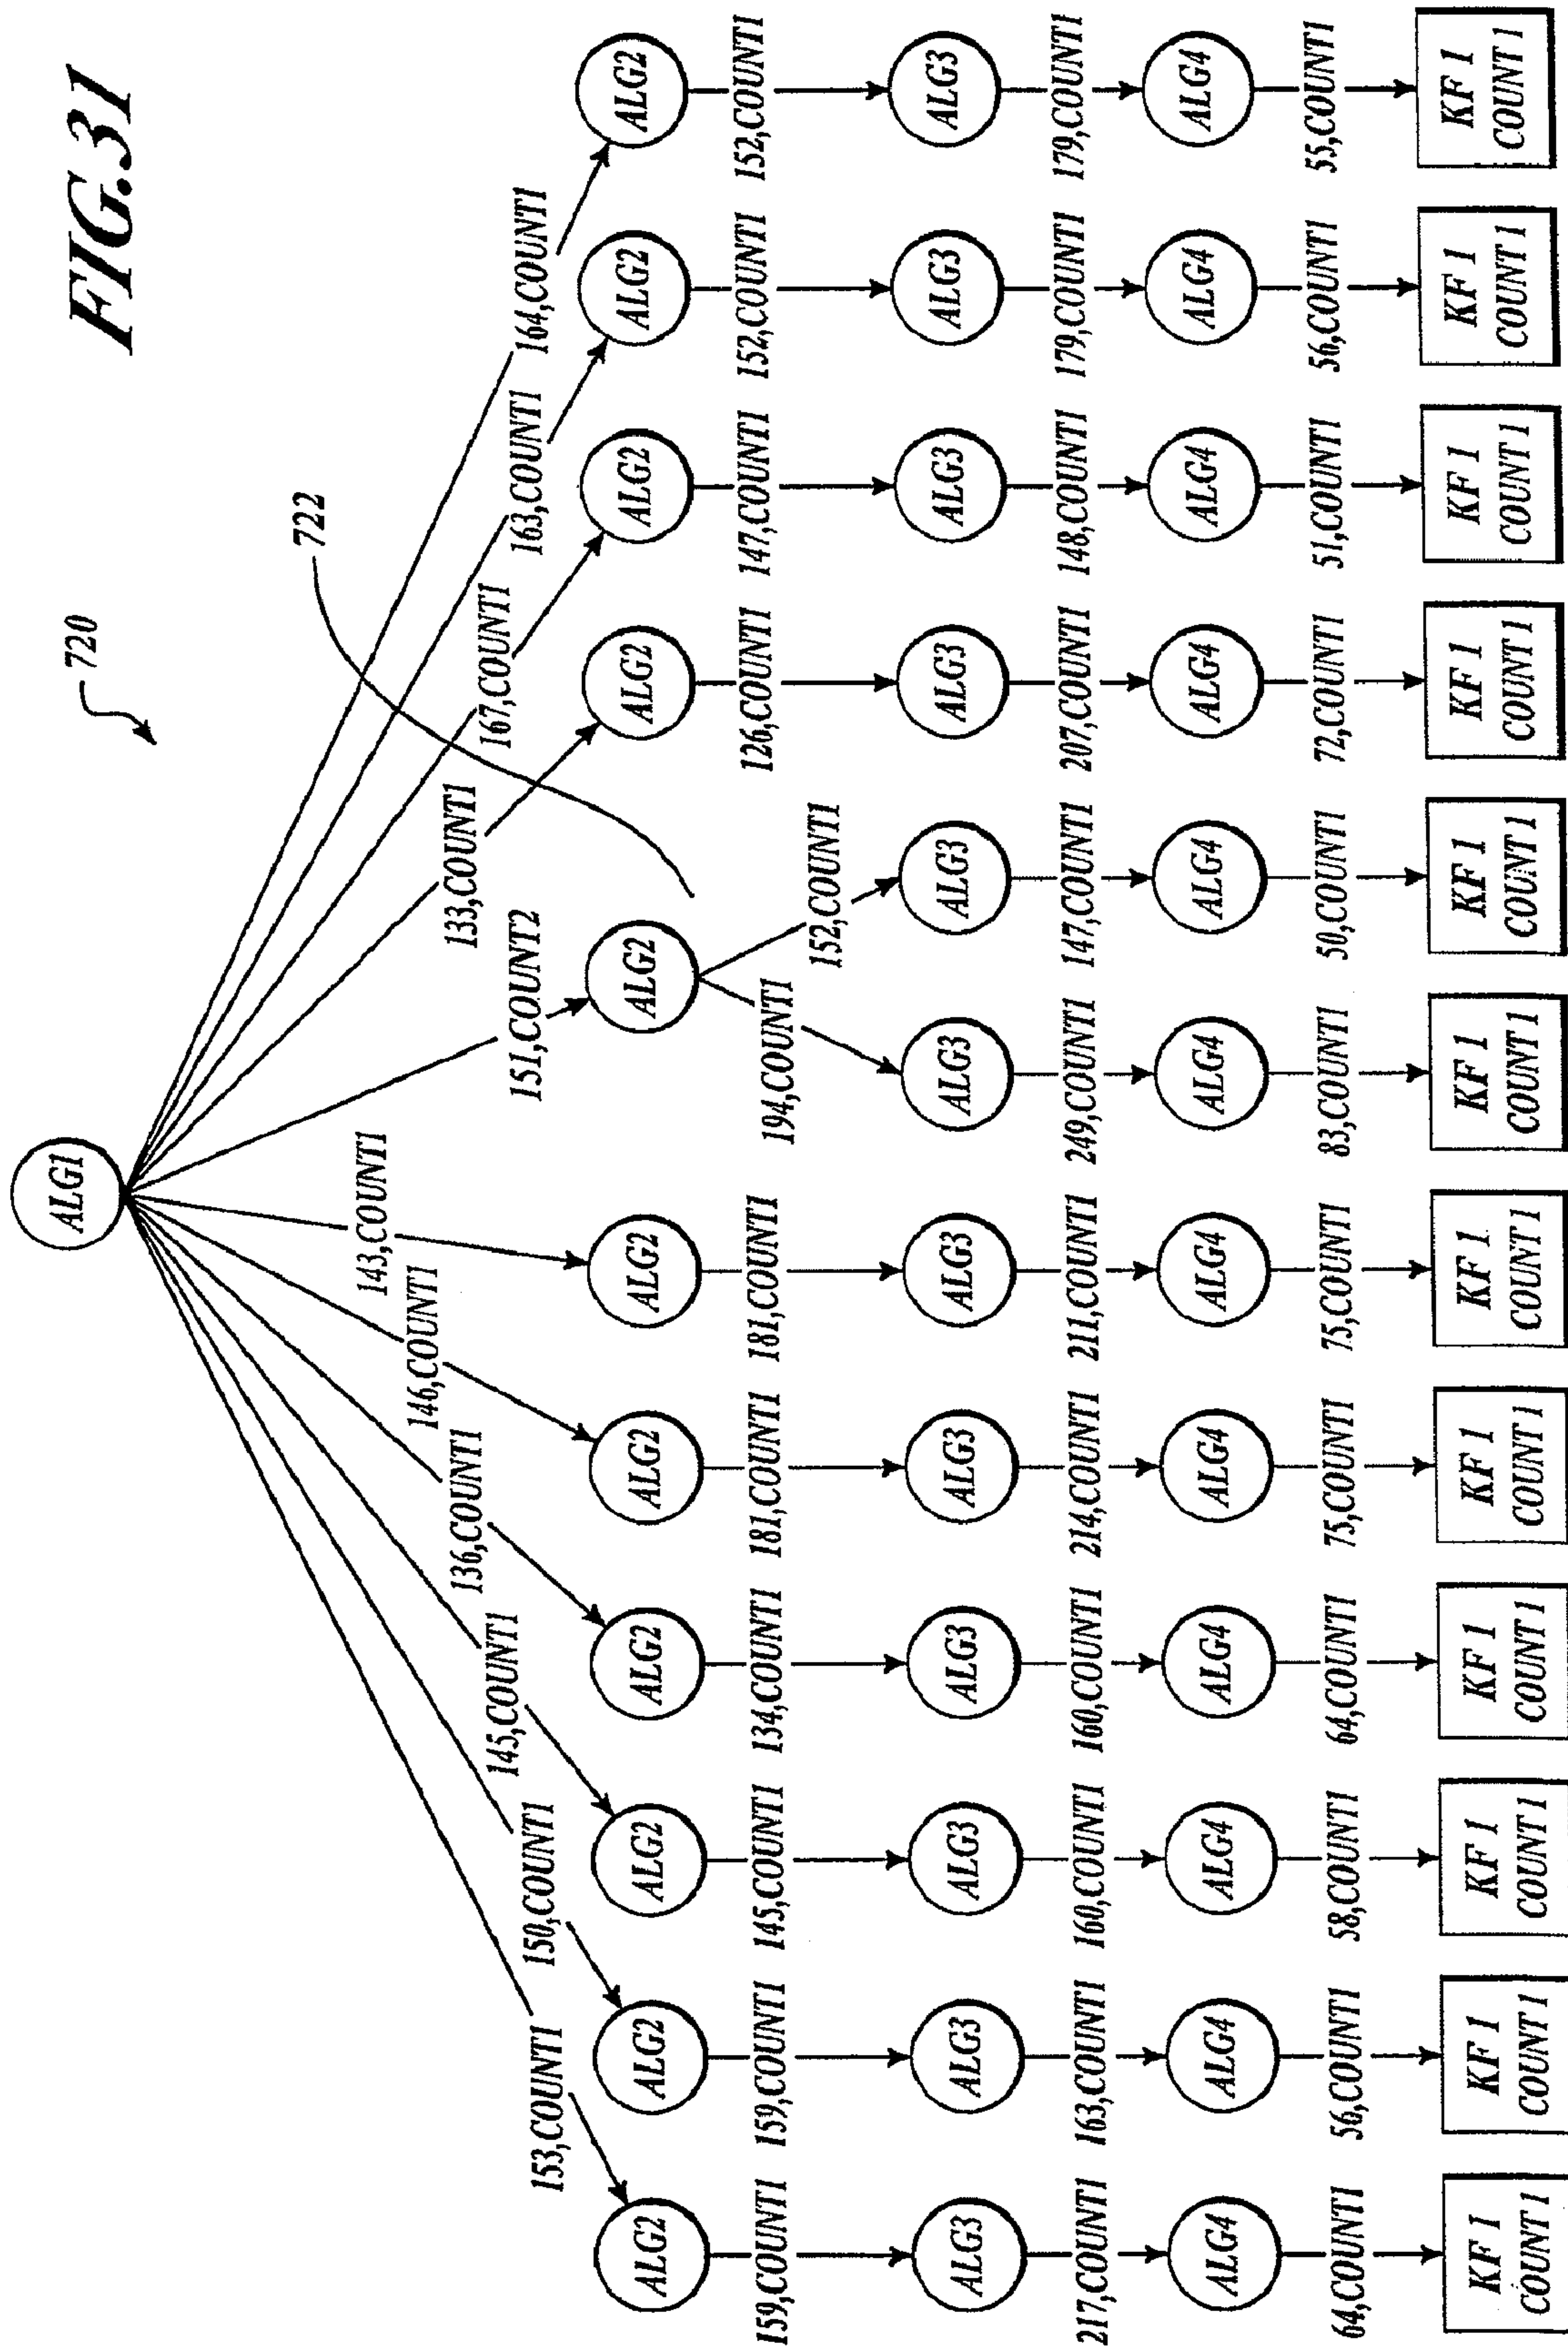 FIG.31
720
ALG1
722
153,COUNT1
150,COUNT1
145,COUNT1
136,COUNT1
146,COUNT1
143,COUNT1
151,COUNT2
133,COUNT1
167,COUNT1
163,COUNT1
164,COUNT1
ALG2
ALG2
ALG2
ALG2
ALG2
ALG2
ALG2
ALG2
ALG2
ALG2
ALG2
159,COUNT1
159,COUNT1
145,COUNT1
134,COUNT1
181,COUNT1
181,COUNT1
194,COUNT1
152,COUNT1
126,COUNT1
147,COUNT1
152,COUNT1
152,COUNT1
ALG3
ALG3
ALG3
ALG3
ALG3
ALG3
ALG3
ALG3
ALG3
ALG3
ALG3
ALG3
217,COUNT1
163,COUNT1
160,COUNT1
160,COUNT1
214,COUNT1
211,COUNT1
249,COUNT1
147,COUNT1
207,COUNT1
148,COUNT1
179,COUNT1
179,COUNT1
ALG4
ALG4
ALG4
ALG4
ALG4
ALG4
ALG4
ALG4
ALG4
ALG4
ALG4
ALG4
64,COUNT1
56,COUNT1
58,COUNT1
64,COUNT1
75,COUNT1
75,COUNT1
83,COUNT1
50,COUNT1
72,COUNT1
51,COUNT1
56,COUNT1
55,COUNT1
KF 1
COUNT 1
KF 1
COUNT 1
KF 1
COUNT 1
KF 1
COUNT 1
KF 1
COUNT 1
KF 1
COUNT 1
KF 1
COUNT 1
KF 1
COUNT 1
KF 1
COUNT 1
KF 1
COUNT 1
KF 1
COUNT 1
KF 1
COUNT 1